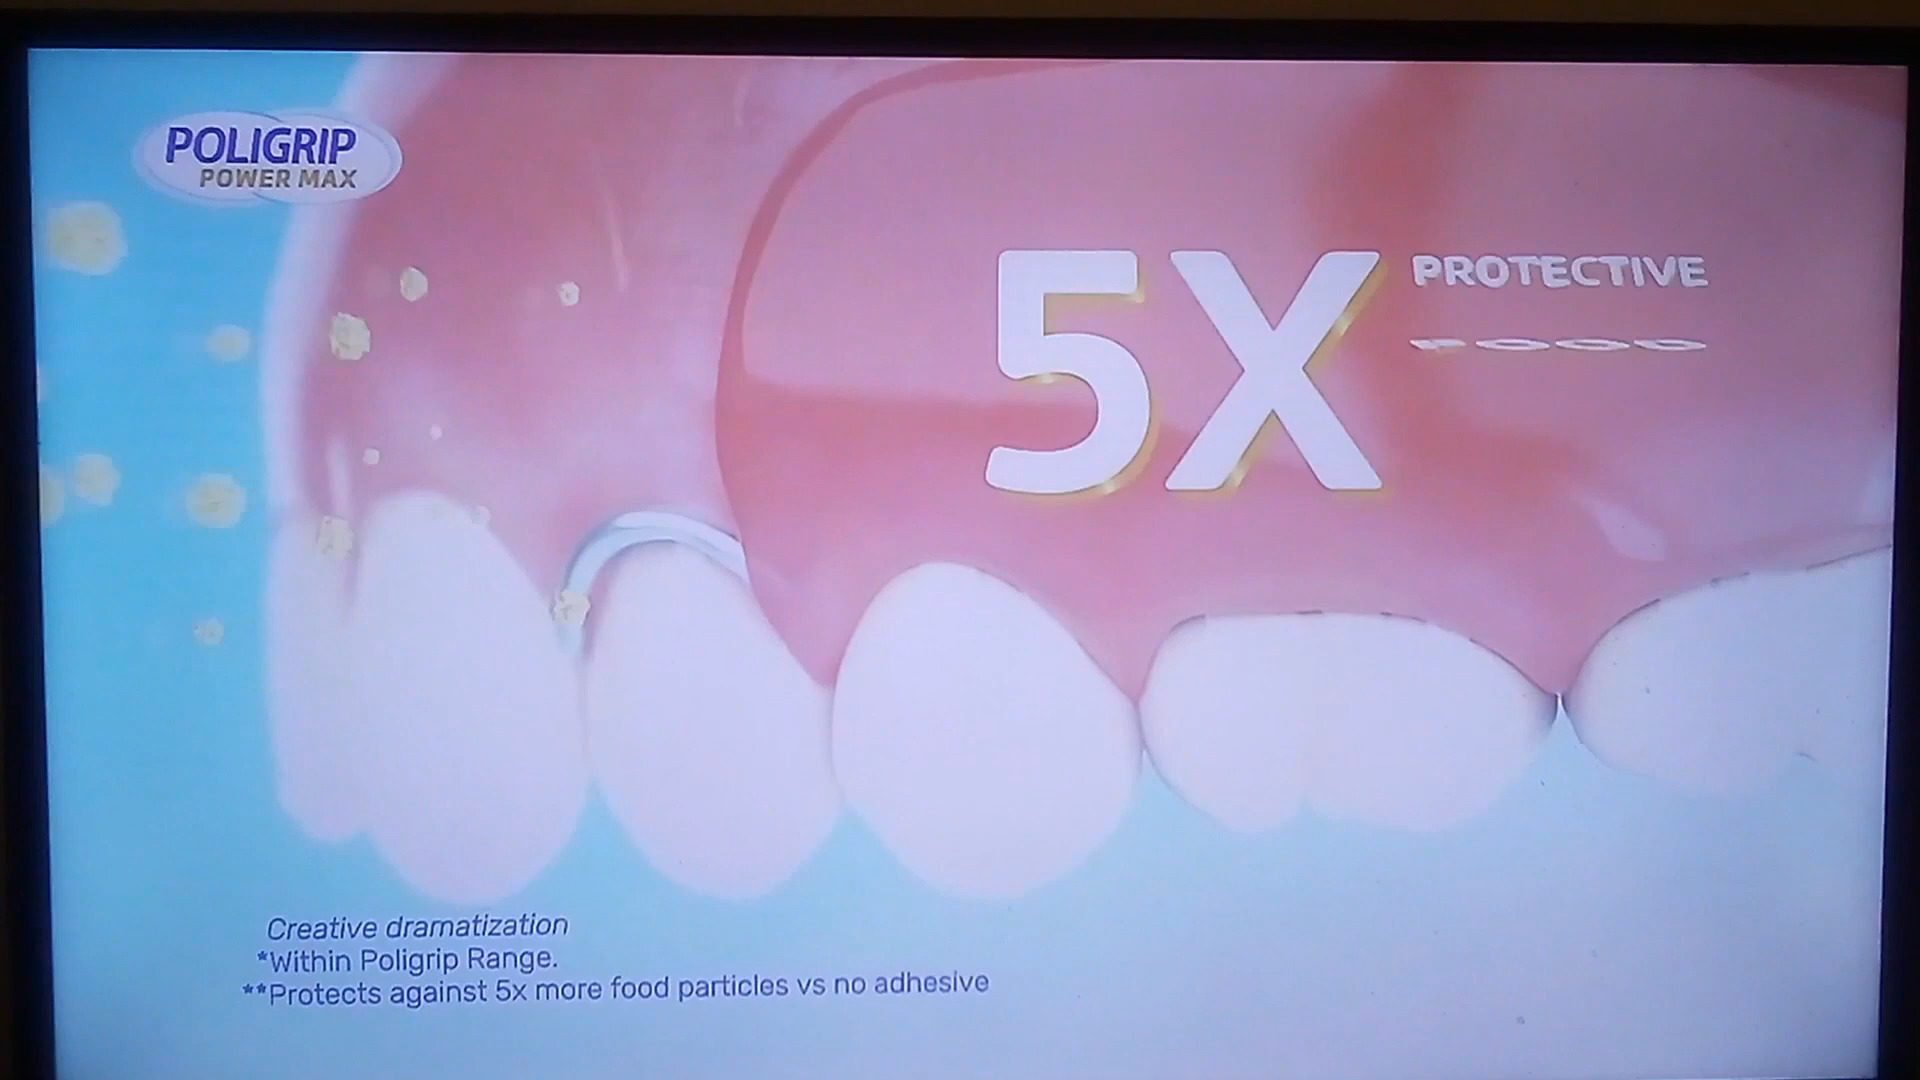 POLIGRIP
POWER MAX
5X
PROTECTIVE
Creative dramatization
*Within Poligrip Range.
**Protects against 5x more food particles vs no adhesive